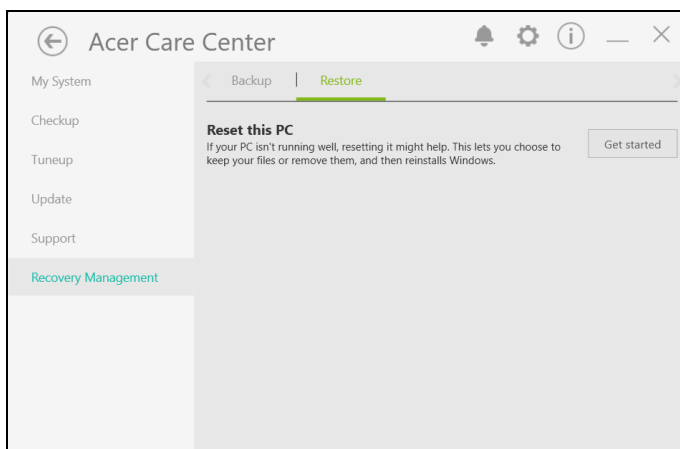 Acer Care Center
My System
Checkup
Tuneup
Update
Support
Recovery Management
Backup
Restore
Reset this PC
If your PC isn't running well, resetting it might help. This lets you choose to
keep your files or remove them, and then reinstalls Windows.
Get started